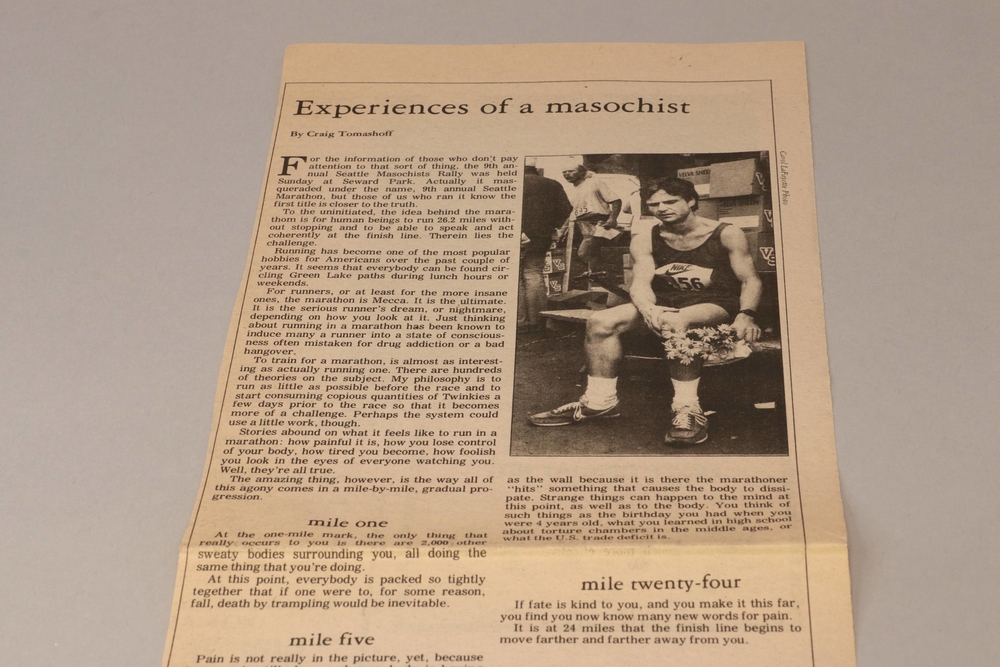 Experiences of a masochist
By Craig Tomashoff
For the information of those who don't pay
attention to that sort of thing, the 9th an-
nual Seattle Masochists Rally was held
Sunday at Seward Park. Actually it mas-
queraded under the name, 9th annual Seattle
Marathon, but those of us who ran it know the
first title is closer to the truth.
To the uninitiated, the idea behind the mara-
thom is for human beings to run 26.2 miles with-
out stopping and to be able to speak and act
coherently at the finish line. Therein lies the
challenge.
Running has become one of the most popular
hobbies for Americans over the past couple of
years. It seems that everybody can be found cir-
cling Green Lake paths during lunch hours or
weekends.
For runners, or at least for the more insane
ones, the marathon is Mecca. It is the ultimate.
It is the serious runner's dream, or nightmare,
depending on how you look at it. Just thinking
about running in a marathon has been known to
induce many a runner into a state of conscious-
ness often mistaken for drug addiction or a bad
hangover.
To train for a marathon, is almost as interest-
ing as actually running one. There are hundreds
of theories on the subject. My philosophy is to
run as little as possible before the race and to
start consuming copious quantities of Twinkies a
few days prior to the race so that it becomes
more of a challenge. Perhaps the system could
use a little work, though.
Stories abound on what it feels like to run in a
marathon: how painful it is, how you lose control
of your body, how tired you become, how foolish
you look in the eyes of everyone watching you.
Well, they're all true.
The amazing thing, however, is the way all of
this agony comes in a mile-by-mile, gradual pro-
gression.
mile one
At the one-mile mark, the only thing that
really occurs to you is there are 2,000 other
sweaty bodies surrounding you, all doing the
same thing that you're doing.
At this point, everybody is packed so tightly
tegether that if one were to, for some reason,
fall, death by trampling would be inevitable.
mile five
Pain is not really in the picture, yet, because
NIKE
456
as the wall because it is there the marathoner
"hits" something that causes the body to dissi-
pate. Strange things can happen to the mind at
this point, as well as to the body. You think of
such things as the birthday you had when you
were 4 years old, what you learned in high school
about torture chambers in the middle ages, or
what the U.S. trade deficit is.
mile twenty-four
If fate is kind to you, and you make it this far,
you find you now know many new words for pain.
It is at 24 miles that the finish line begins to
move farther and farther away from you.